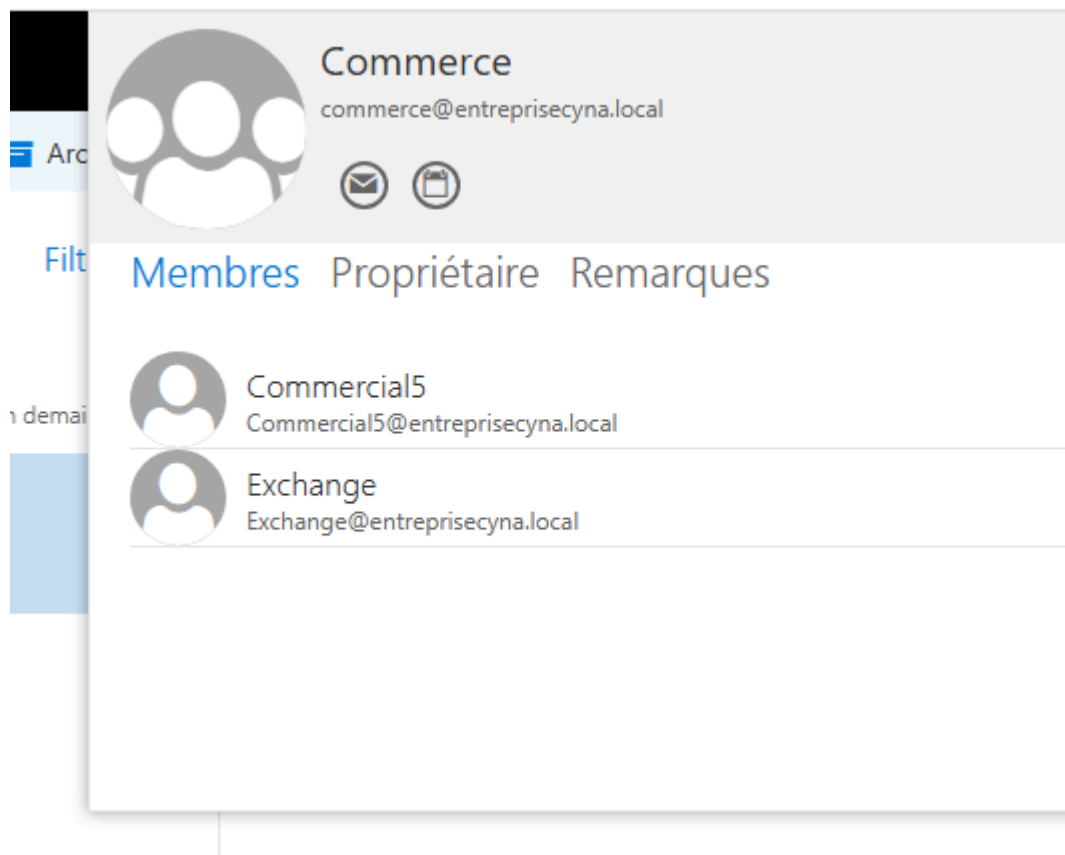 Commerce
commerce@entreprisecyna.local
Arc
Filt
Membres Propriétaire Remarques
Commercial5
Commercial5@entreprisecyna.local
n demai
Exchange
Exchange@entreprisecyna.local